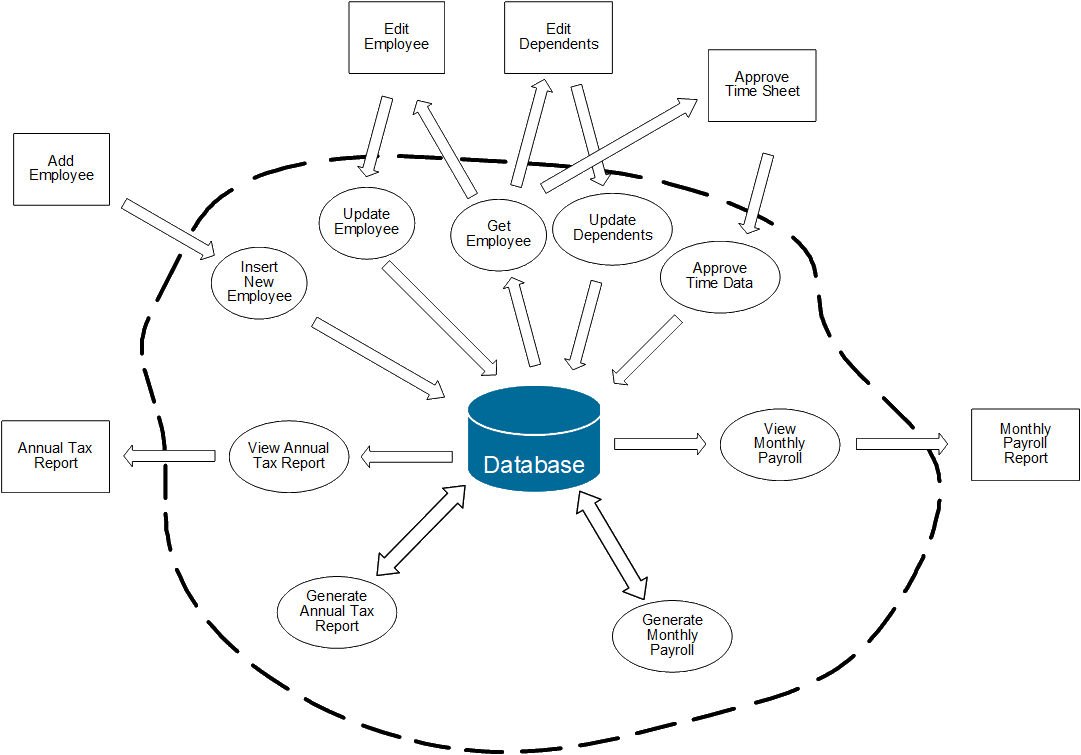 Edit
Employee
Edit
Dependents
Approve
Time Sheet
Add
Employee
Update
Employee
Get
Employee
Update
Dependents
Insert
New
Employee
Approve
Time Data
Annual Tax
Report
View Annual
Tax Report
Database
View
Monthly
Payroll
Monthly
Payroll
Report
Generate
Annual Tax
Report
Generate
Monthly
Payroll